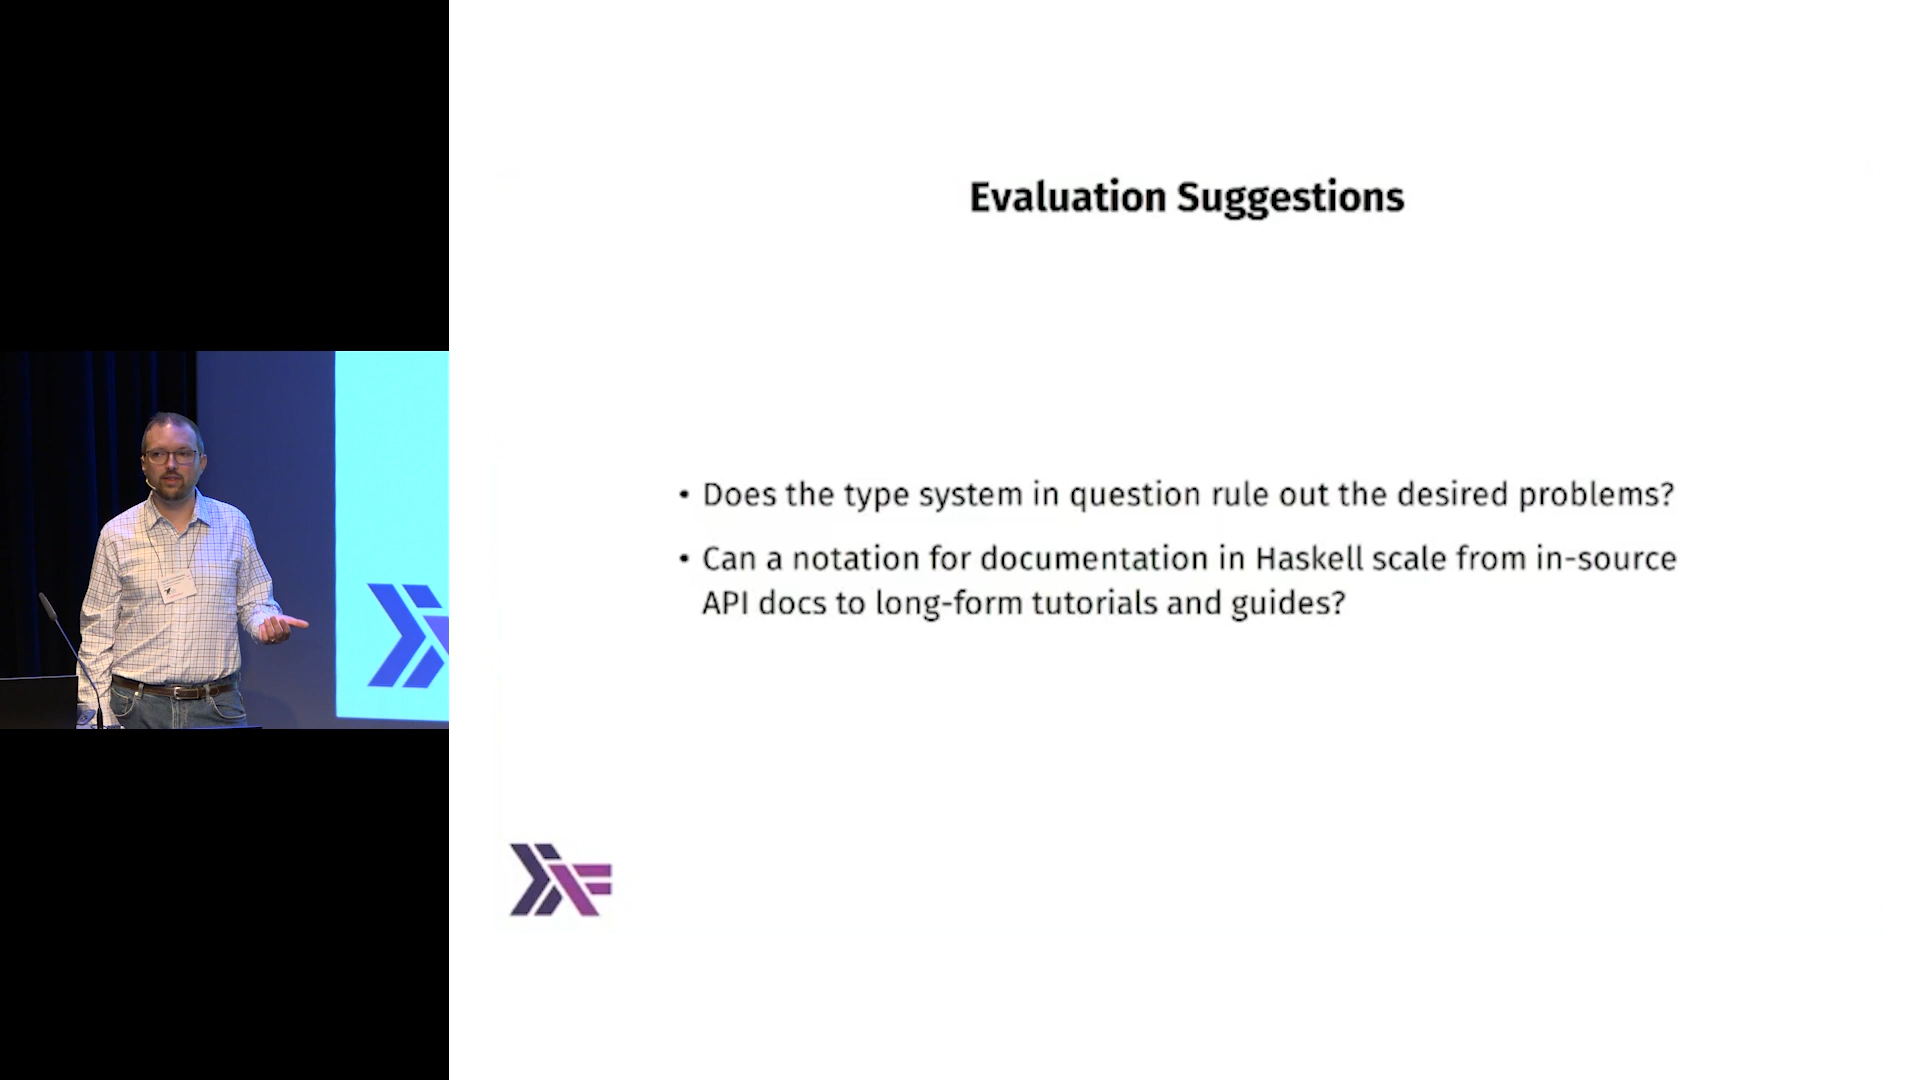 Evaluation Suggestions
• Does the type system in question rule out the desired problems?
• Can a notation for documentation in Haskell scale from in-source
API docs to long-form tutorials and guides?